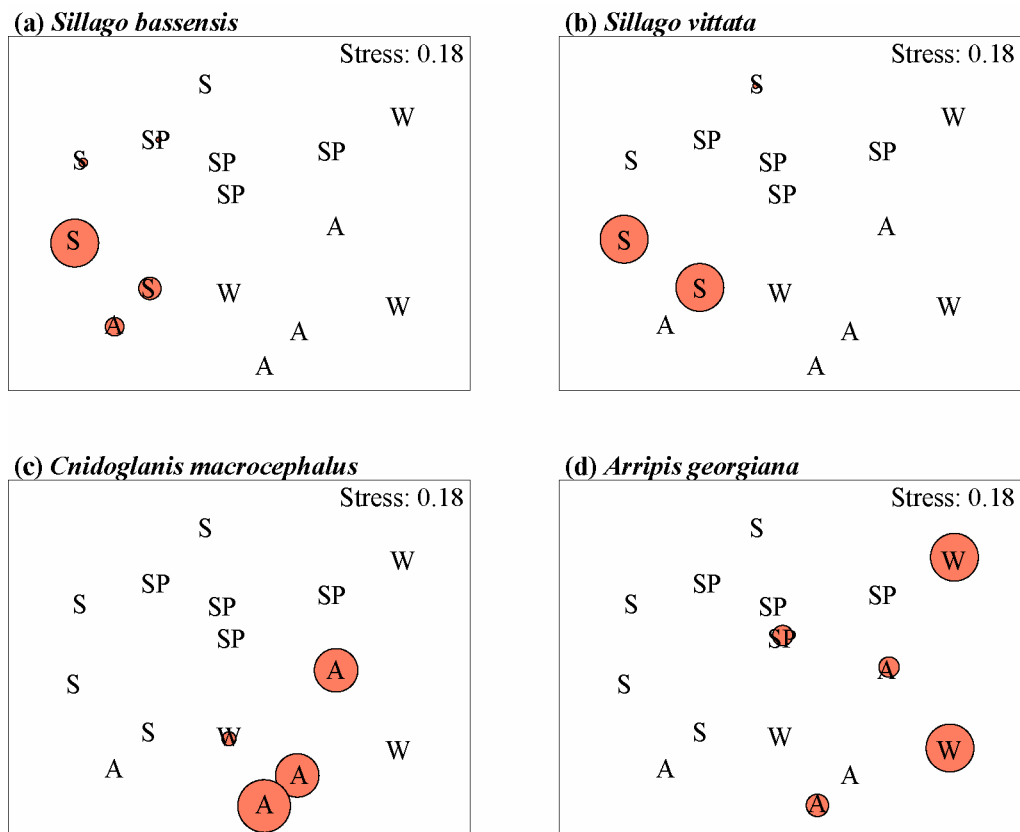 (a) Sillago bassensis
Stress: 0.18
S
W
SP
S
SP
SP
SP
A
S
S
W
W
A
A
A
(b) Sillago vittata
Stress: 0.18
S
W
SP
S
SP
SP
SP
A
S
S
W
W
A
A
A
(c) Cnidoglanis macrocephalus
Stress: 0.18
S
W
SP
S
SP
SP
SP
A
S
S
W
W
A
A
A
(d) Arripis georgiana
Stress: 0.18
S
W
SP
S
SP
SP
SP
A
S
S
W
W
A
A
A